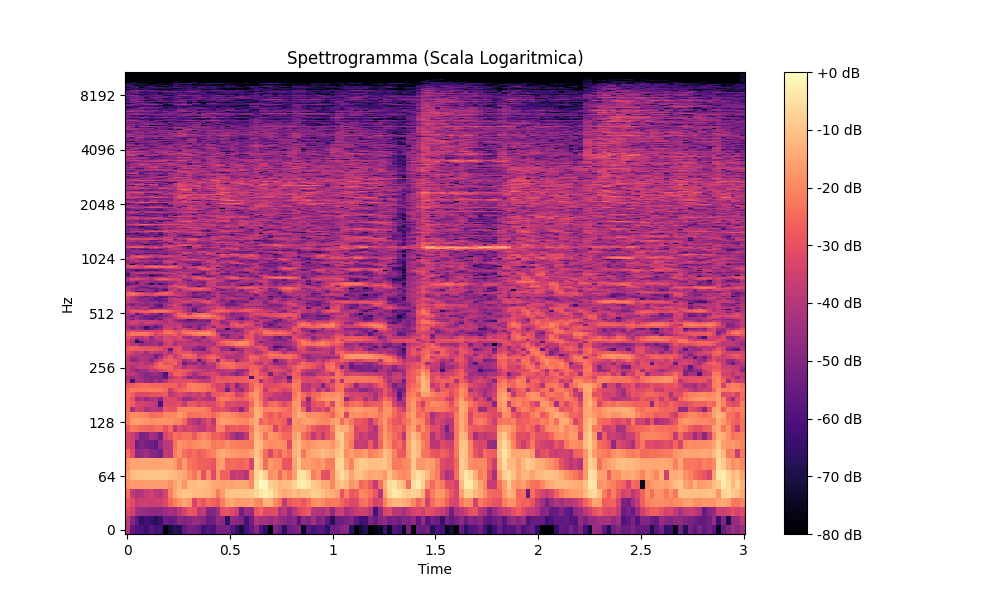 Spettrogramma (Scala Logaritmica)
8192
4096
2048
1024
512
256
128
64
0
Hz
0
0.5
1
1.5
2
2.5
3
Time
+0 dB
-10 dB
-20 dB
-30 dB
-40 dB
-50 dB
-60 dB
-70 dB
-80 dB